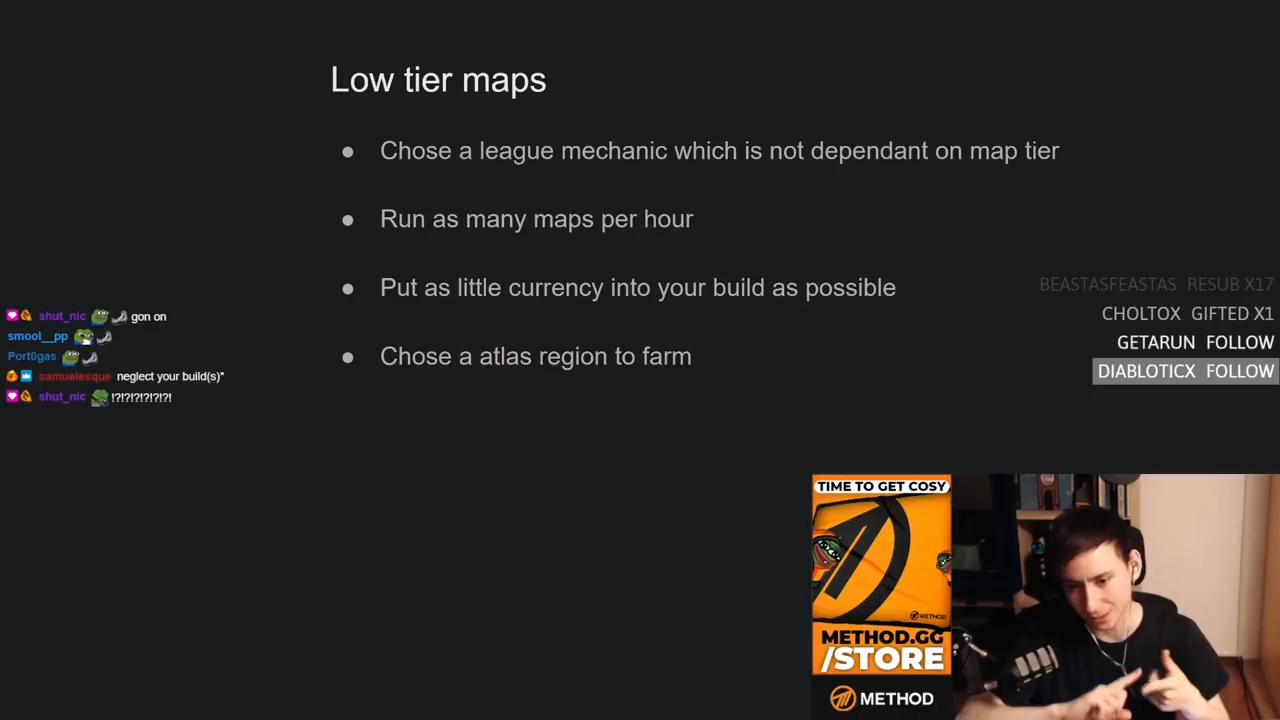 Low tier maps
● Chose a league mechanic which is not dependant on map tier
● Run as many maps per hour
● Put as little currency into your build as possible
● Chose a atlas region to farm
BEASTASFEASTAS RESUB X17
CHOLTOX GIFTED X1
GETARUN FOLLOW
DIABLOTICX FOLLOW
shut_nic gon on
smool__pp
Port0gas
samuelesque neglect your build(s)*
shut_nic !?!?!?!?!?!
TIME TO GET COSY
METHOD
METHOD.GG
/STORE
METHOD